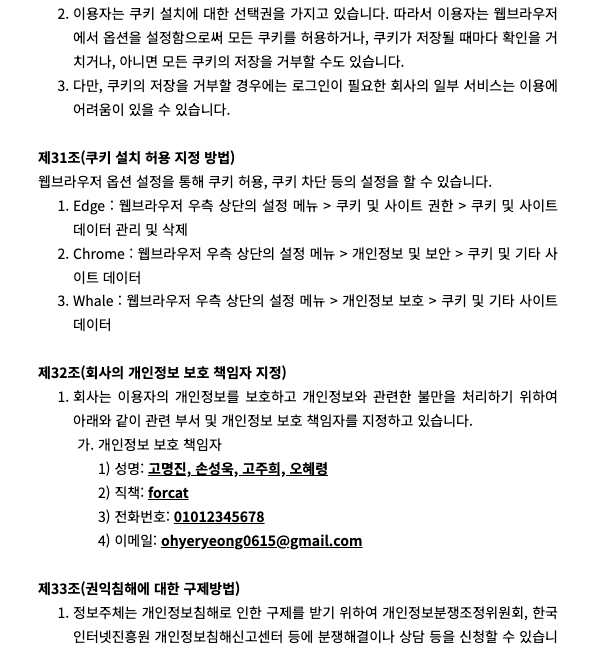 2. 이용자는 쿠키 설치에 대한 선택권을 가지고 있습니다. 따라서 이용자는 웹브라우저
에서 옵션을 설정함으로써 모든 쿠키를 허용하거나, 쿠키가 저장될 때마다 확인을 거
치거나, 아니면 모든 쿠키의 저장을 거부할 수도 있습니다.
3. 다만, 쿠키의 저장을 거부할 경우에는 로그인이 필요한 회사의 일부 서비스는 이용에
어려움이 있을 수 있습니다.
제31조(쿠키 설치 허용 지정 방법)
웹브라우저 옵션 설정을 통해 쿠키 허용, 쿠키 차단 등의 설정을 할 수 있습니다.
1. Edge : 웹브라우저 우측 상단의 설정 메뉴 > 쿠키 및 사이트 권한 > 쿠키 및 사이트
데이터 관리 및 삭제
2. Chrome : 웹브라우저 우측 상단의 설정 메뉴 > 개인정보 및 보안 > 쿠키 및 기타 사
이트 데이터
3. Whale : 웹브라우저 우측 상단의 설정 메뉴 > 개인정보 보호 > 쿠키 및 기타 사이트
데이터
제32조(회사의 개인정보 보호 책임자 지정)
1. 회사는 이용자의 개인정보를 보호하고 개인정보와 관련한 불만을 처리하기 위하여
아래와 같이 관련 부서 및 개인정보 보호 책임자를 지정하고 있습니다.
가. 개인정보 보호 책임자
1) 성명: 고명진, 손성욱, 고주희, 오혜령
2) 직책: forcat
3) 전화번호: 01012345678
4) 이메일: ohyeryeong0615@gmail.com
제33조(권익침해에 대한 구제방법)
1. 정보주체는 개인정보침해로 인한 구제를 받기 위하여 개인정보분쟁조정위원회, 한국
인터넷진흥원 개인정보침해신고센터 등에 분쟁해결이나 상담 등을 신청할 수 있습니